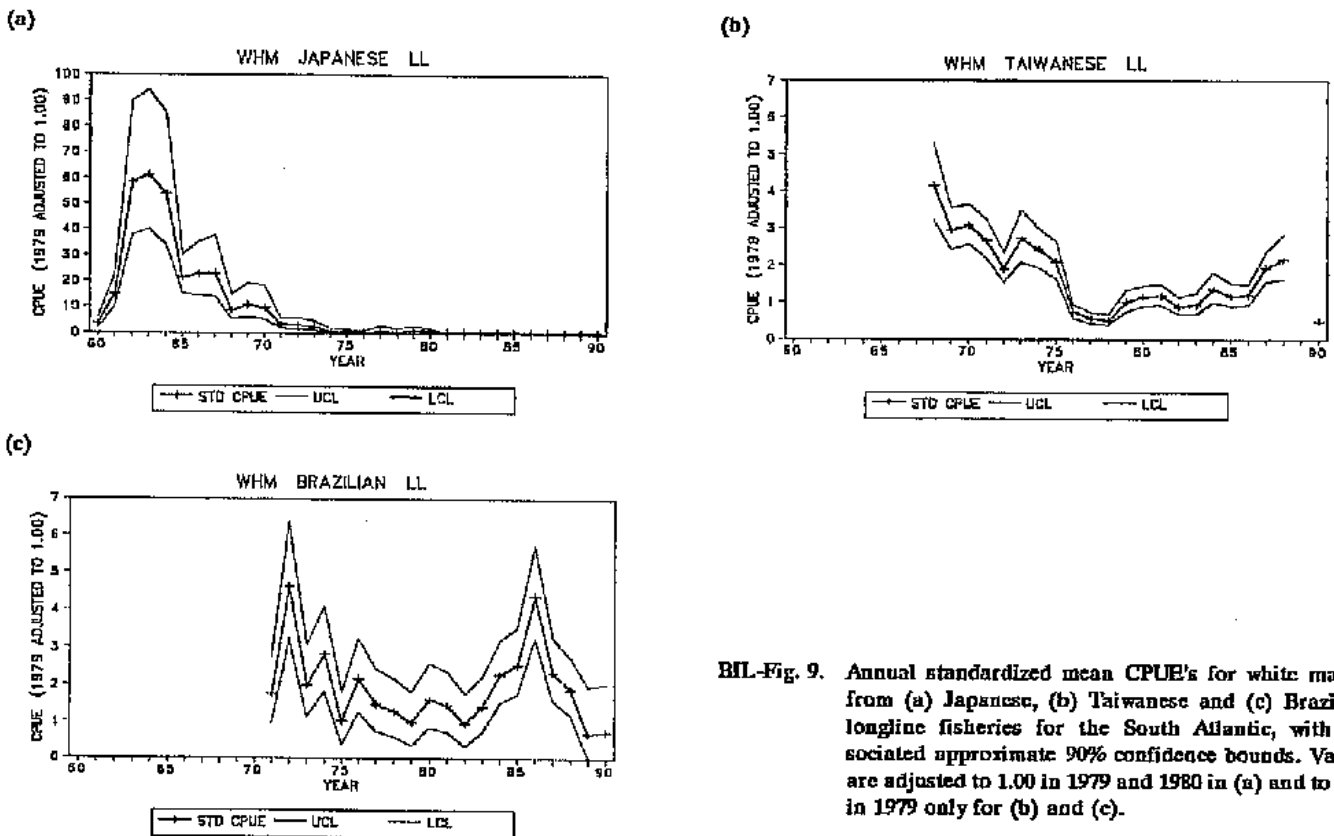 (a)
WHM JAPANESE LL
CPUE (1979 ADJUSTED TO 1.00)
100
90
80
70
60
50
40
30
20
10
0
60 65 70 75 80 85 90
YEAR
STD CPUE UCL LCL
(b)
WHM TAIWANESE LL
CPUE (1979 ADJUSTED TO 1.00)
7
6
5
4
3
2
1
0
60 65 70 75 80 85 90
YEAR
STD CPUE UCL LCL
(c)
WHM BRAZILIAN LL
CPUE (1979 ADJUSTED TO 1.00)
7
6
5
4
3
2
1
0
60 65 70 75 80 85 90
YEAR
STD CPUE UCL LCL
BIL-Fig. 9. Annual standardized mean CPUE's for white ma
from (a) Japanese, (b) Taiwanese and (c) Brazi
longline fisheries for the South Atlantic, with
sociated approximate 90% confidence bounds. Va
are adjusted to 1.00 in 1979 and 1980 in (a) and to
in 1979 only for (b) and (c).